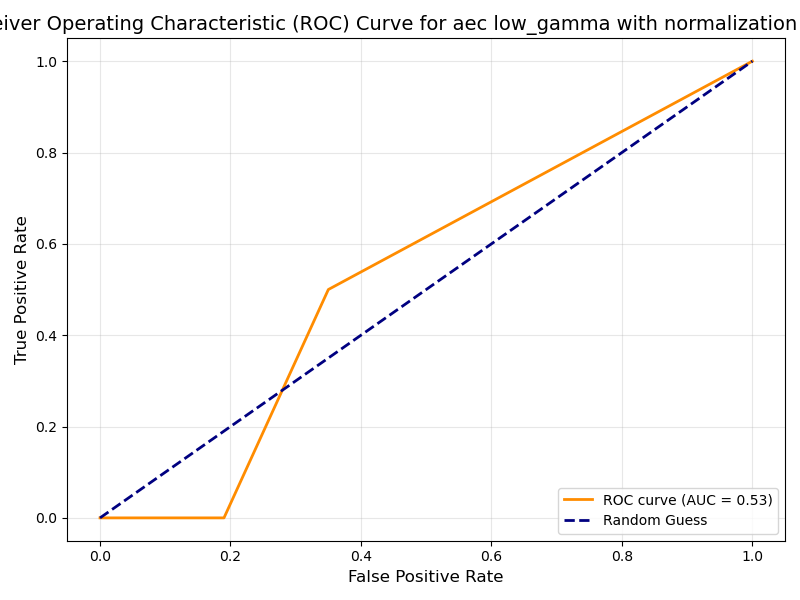 eiver Operating Characteristic (ROC) Curve for aec low_gamma with normalization
1.0
0.8
0.6
0.4
0.2
0.0
True Positive Rate
0.0 0.2 0.4 0.6 0.8 1.0
False Positive Rate
ROC curve (AUC = 0.53)
Random Guess